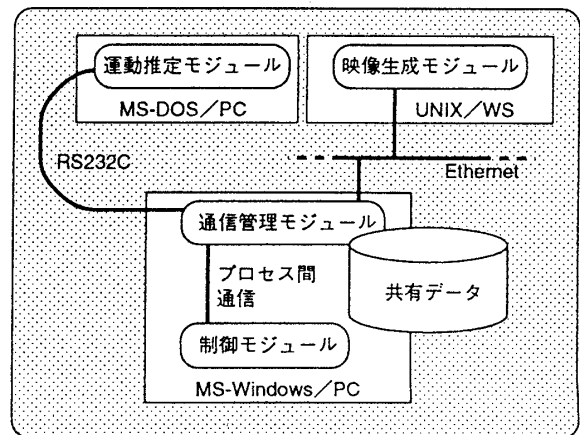 運動推定モジュール
MS-DOS／PC
映像生成モジュール
UNIX／WS
RS232C
Ethernet
通信管理モジュール
プロセス間
通信
共有データ
制御モジュール
MS-Windows／PC